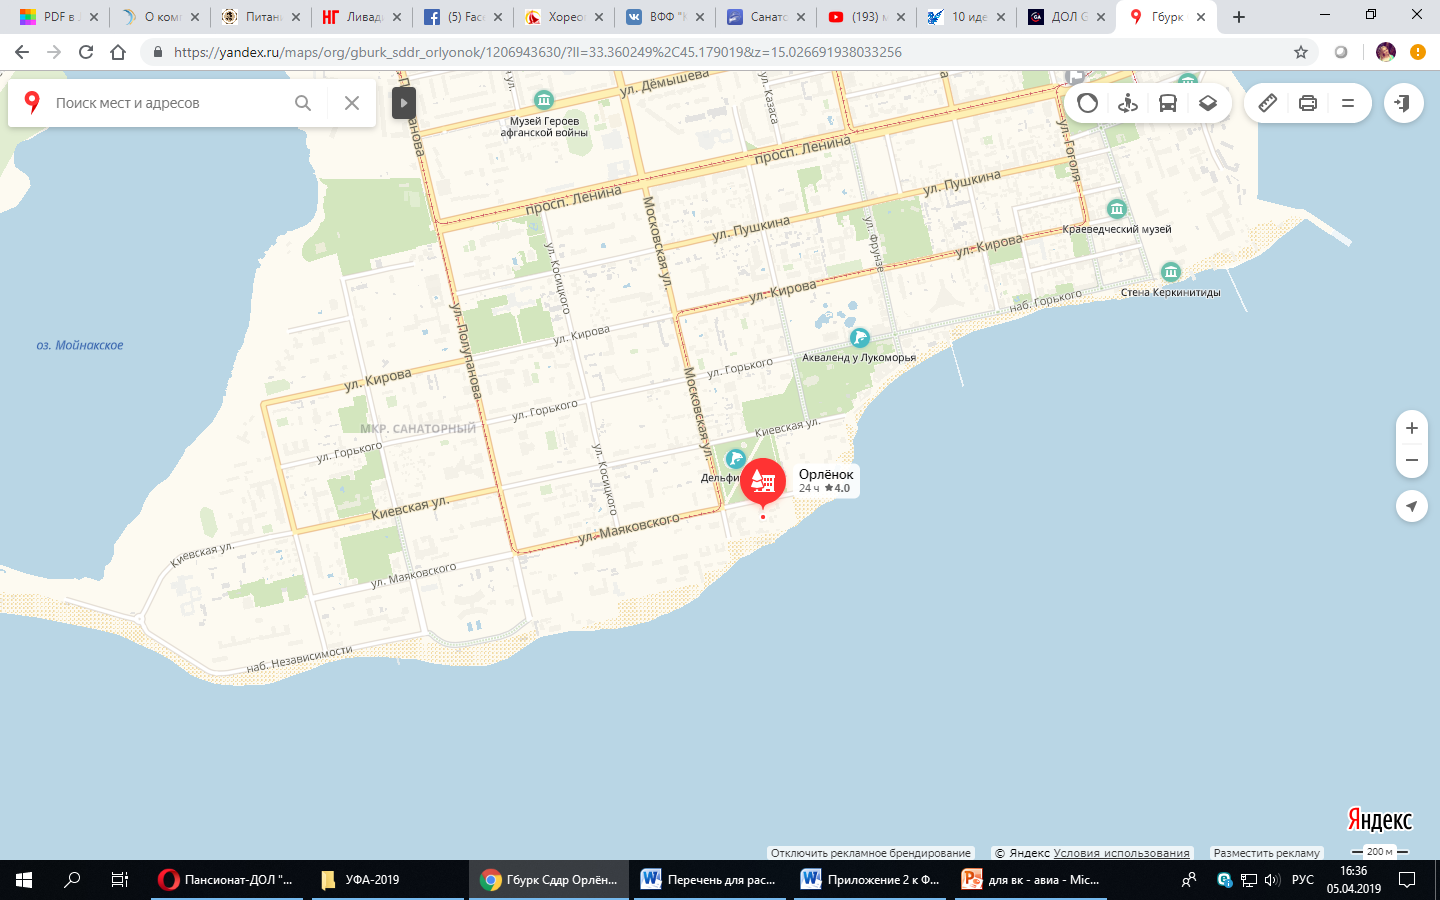 PDF в J
О комп
Питани
Ливад
(5) Face
Хорео
ВФФ "
Санато
(193) м
10 иде
ДОЛ G
Гбурк
https://yandex.ru/maps/org/gburk_sddr_orlyonok/1206943630/?ll=33.360249%2C45.179019&z=15.026691938033256
Поиск мест и адресов
ул. Дёмышева
ул. Казаса
Музей Героев
афганской войны
просп. Ленина
ул. Гоголя
ул. Пушкина
просп. Ленина
Московская ул.
ул. Пушкина
ул. Фрунзе
Краеведческий музей
ул. Кирова
ул. Косицкого
Стена Керкинитиды
ул. Кирова
наб. Горького
ул. Полупанова
ул. Кирова
оз. Мойнакское
Акваленд у Лукоморья
ул. Кирова
ул. Горького
Московская ул.
ул. Горького
МКР. САНАТОРНЫЙ
Киевская ул.
ул. Горького
ул. Косицкого
Орлёнок
24 ч ★4.0
Киевская ул.
ул. Маяковского
Киевская ул.
ул. Маяковского
наб. Независимости
Яндекс
Отключить рекламное брендирование
© Яндекс Условия использования
Разместить рекламу
200 м
Пансионат-ДОЛ "...
УФА-2019
Гбурк Сддр Орлён...
Перечень для рас...
Приложение 2 к Ф...
для вк - авиа - Mic...
РУС
16:36
05.04.2019